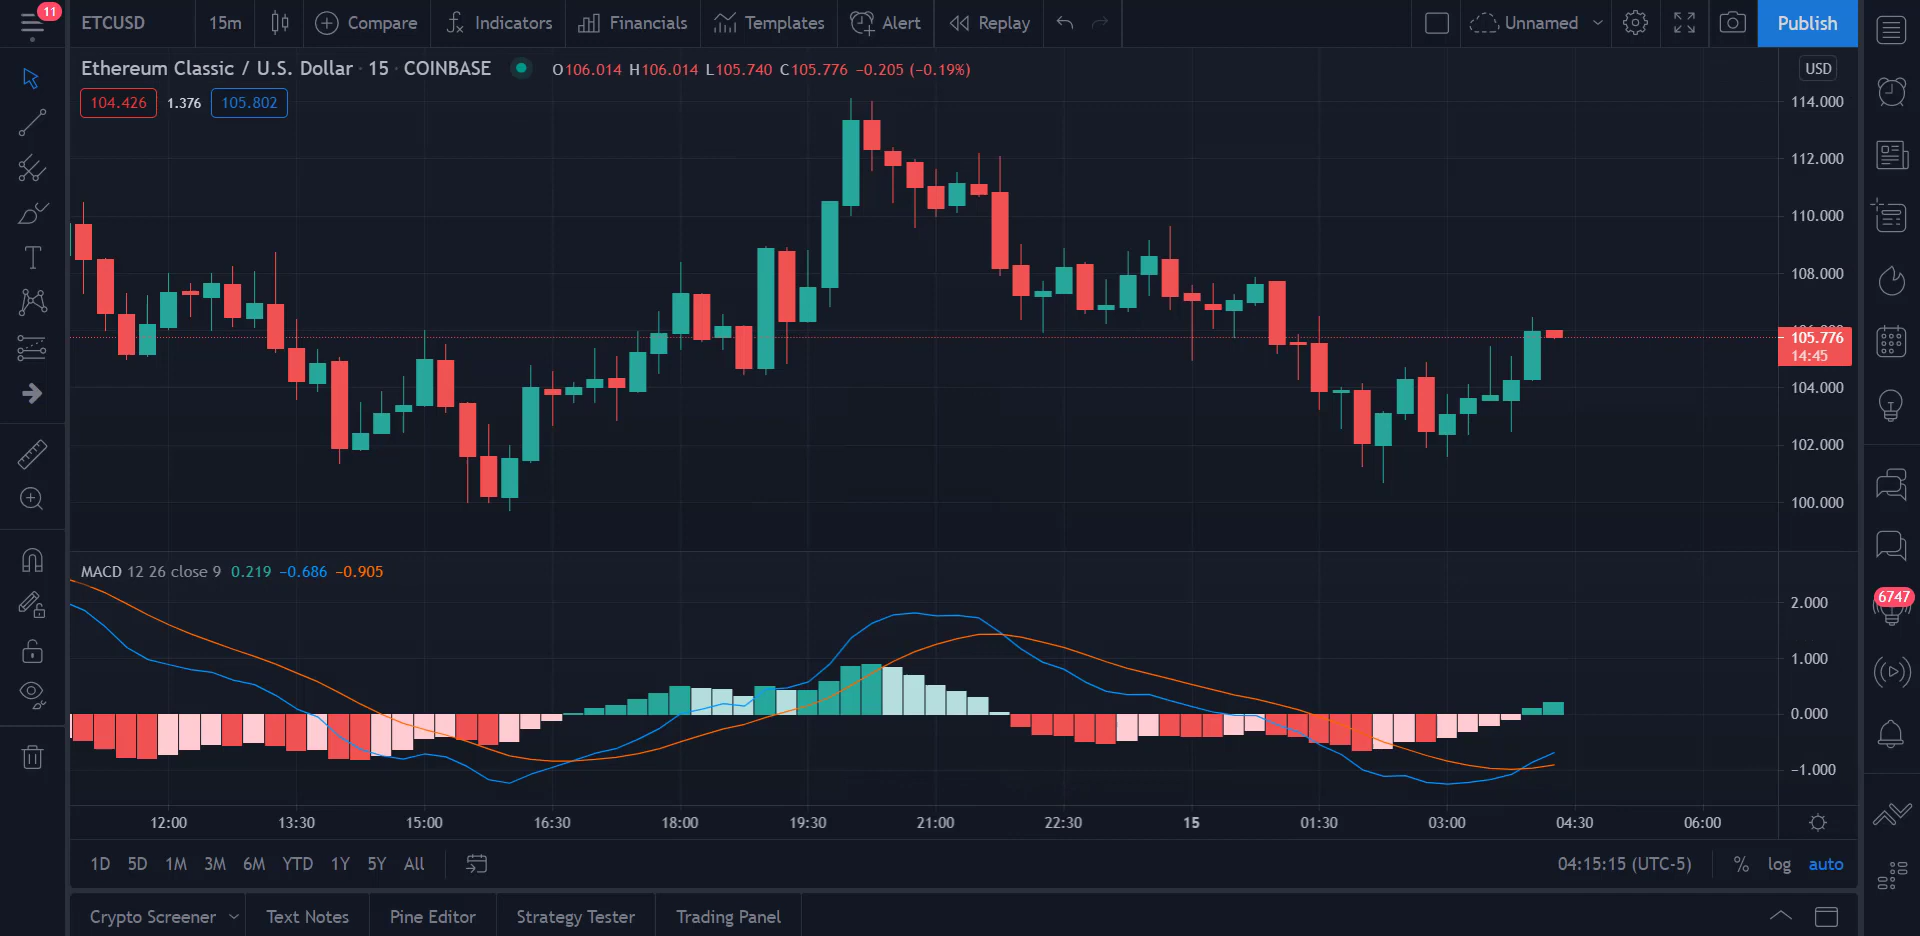 11
ETCUSD 15m Compare Indicators Financials Templates Alert Replay Unnamed Publish
Ethereum Classic / U.S. Dollar · 15 · COINBASE O106.014 H106.014 L105.740 C105.776 −0.205 (−0.19%)
USD
104.426 1.376 105.802
114.000
112.000
110.000
108.000
105.776
14:45
104.000
102.000
100.000
MACD 12 26 close 9 0.219 −0.686 −0.905
6747
2.000
1.000
0.000
−1.000
12:00 13:30 15:00 16:30 18:00 19:30 21:00 22:30 15 01:30 03:00 04:30 06:00
1D 5D 1M 3M 6M YTD 1Y 5Y All 04:15:15 (UTC-5) % log auto
Crypto Screener Text Notes Pine Editor Strategy Tester Trading Panel